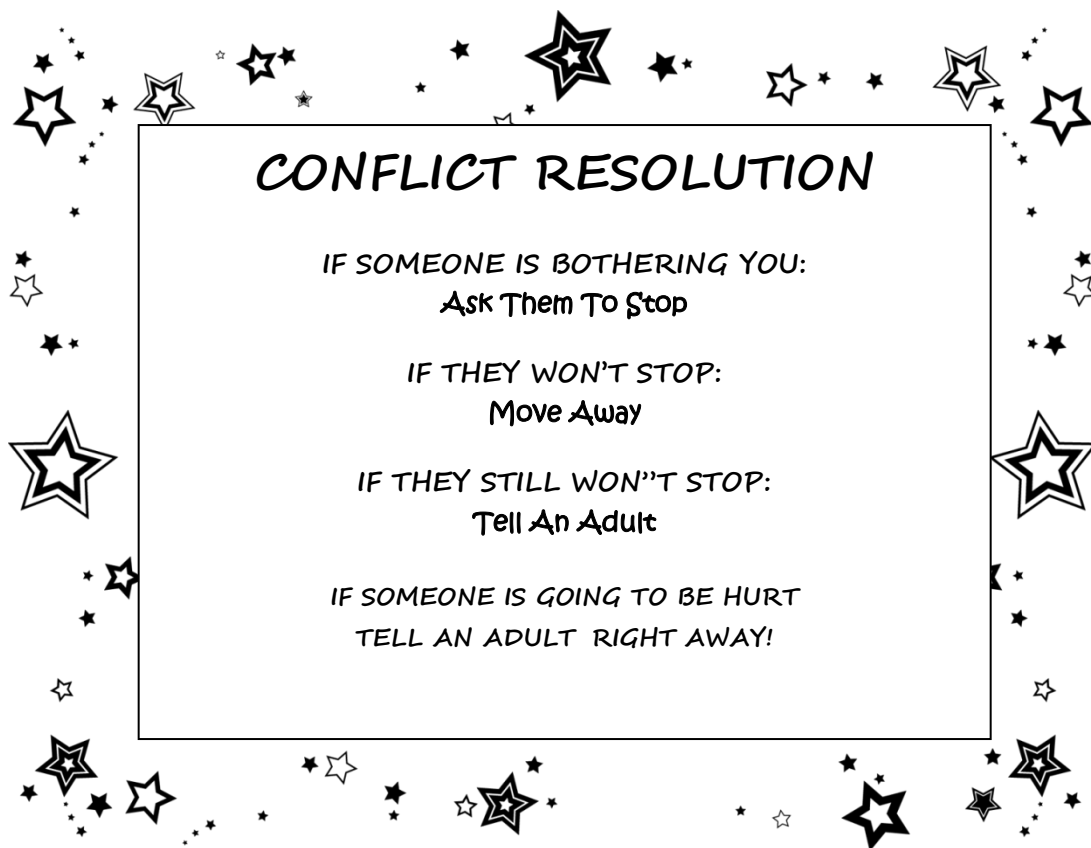 CONFLICT RESOLUTION
IF SOMEONE IS BOTHERING YOU:
Ask Them To Stop
IF THEY WON’T STOP:
Move Away
IF THEY STILL WON’’T STOP:
Tell An Adult
IF SOMEONE IS GOING TO BE HURT
TELL AN ADULT  RIGHT AWAY!